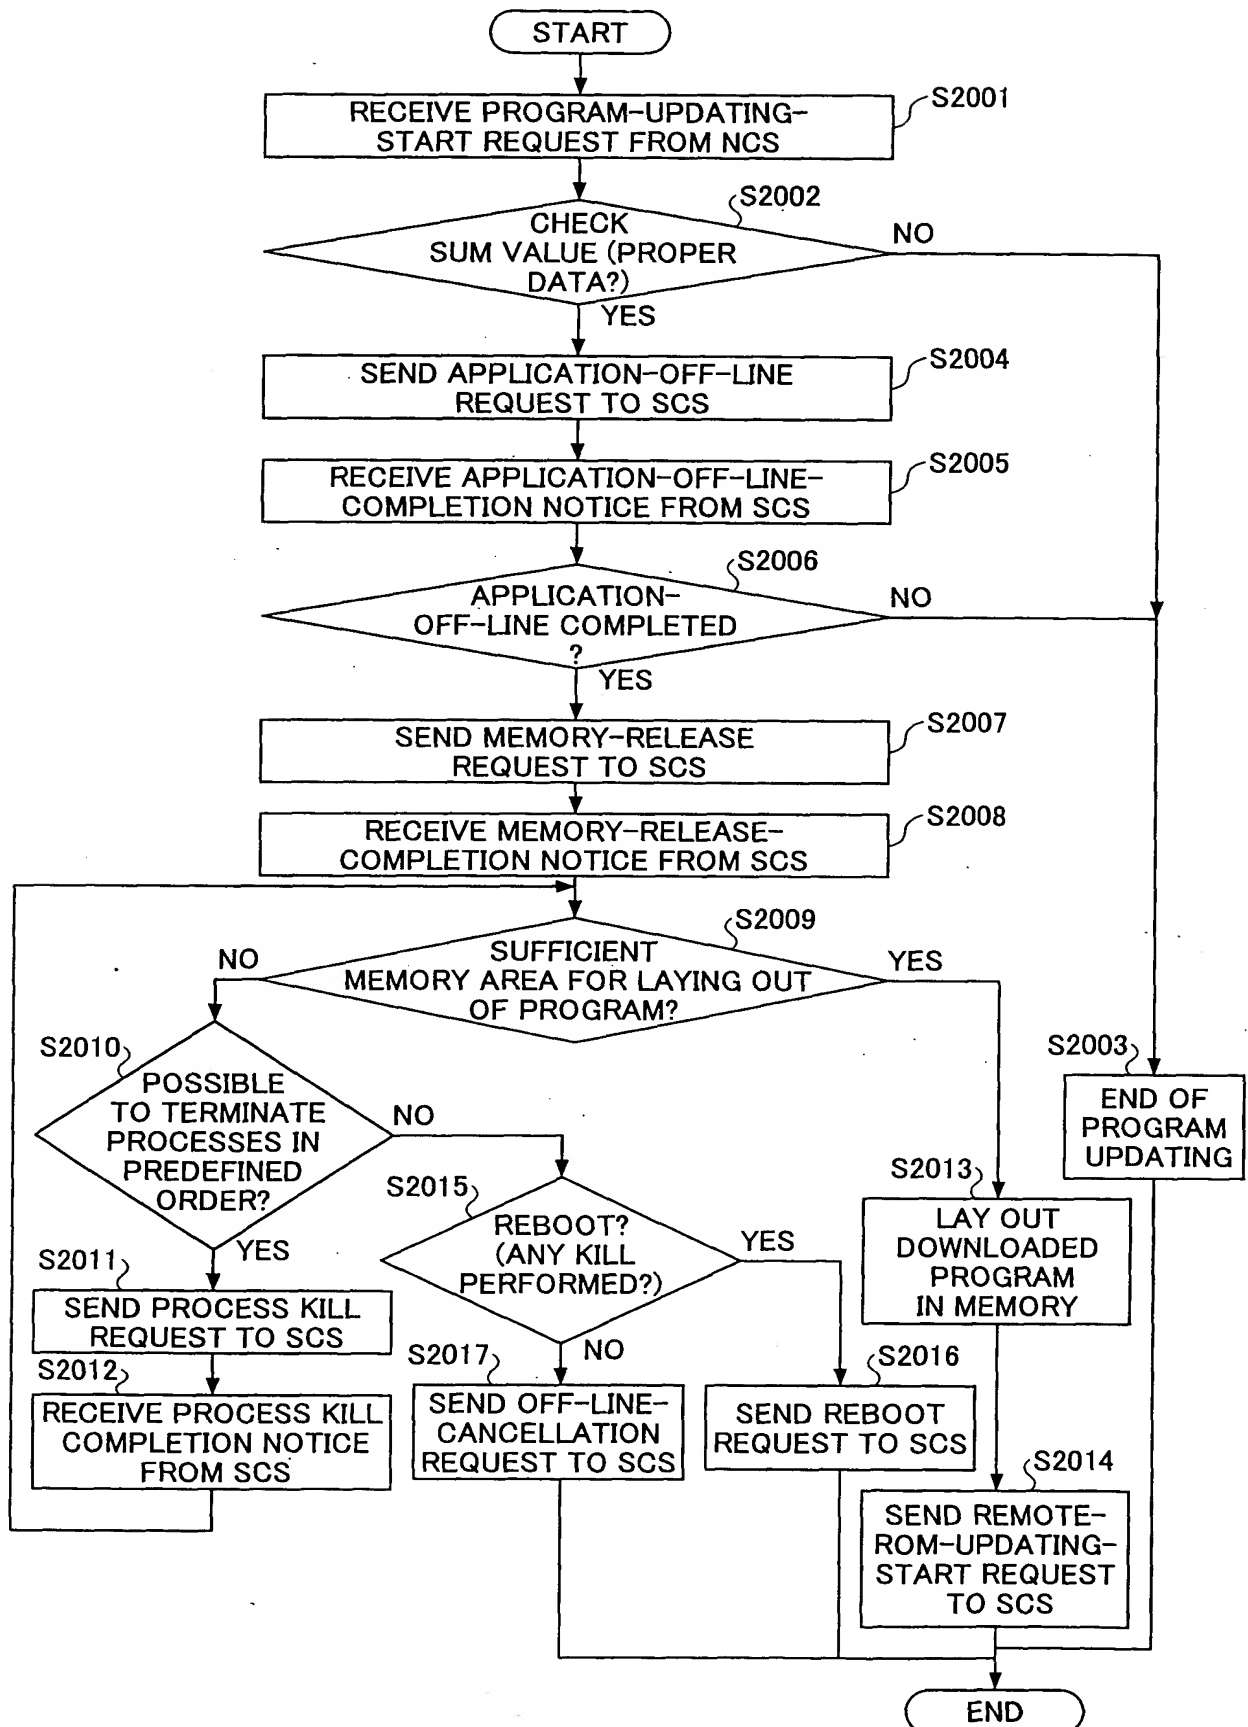 START
RECEIVE PROGRAM-UPDATING-
START REQUEST FROM NCS
S2001
S2002
CHECK
SUM VALUE (PROPER
DATA?)
NO
YES
SEND APPLICATION-OFF-LINE
REQUEST TO SCS
S2004
RECEIVE APPLICATION-OFF-LINE-
COMPLETION NOTICE FROM SCS
S2005
S2006
APPLICATION-
OFF-LINE COMPLETED
?
NO
YES
SEND MEMORY-RELEASE
REQUEST TO SCS
S2007
RECEIVE MEMORY-RELEASE-
COMPLETION NOTICE FROM SCS
S2008
S2009
SUFFICIENT
MEMORY AREA FOR LAYING OUT
OF PROGRAM?
NO
YES
S2010
POSSIBLE
TO TERMINATE
PROCESSES IN
PREDEFINED
ORDER?
NO
YES
S2003
END OF
PROGRAM
UPDATING
S2011
SEND PROCESS KILL
REQUEST TO SCS
S2012
RECEIVE PROCESS KILL
COMPLETION NOTICE
FROM SCS
S2015
REBOOT?
(ANY KILL
PERFORMED?)
YES
NO
S2013
LAY OUT
DOWNLOADED
PROGRAM
IN MEMORY
S2017
SEND OFF-LINE-
CANCELLATION
REQUEST TO SCS
S2016
SEND REBOOT
REQUEST TO SCS
S2014
SEND REMOTE-
ROM-UPDATING-
START REQUEST
TO SCS
END